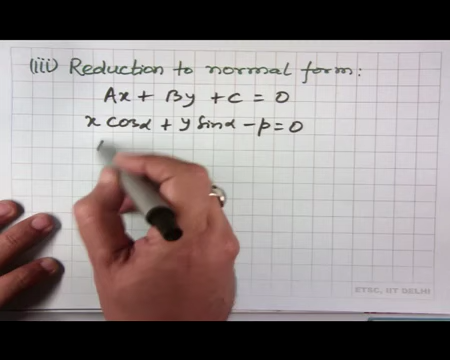 (iii) Reduction to normal form:
Ax + By + C = 0
x cosα + y sinα - p = 0
ETSC, IIT DELHI